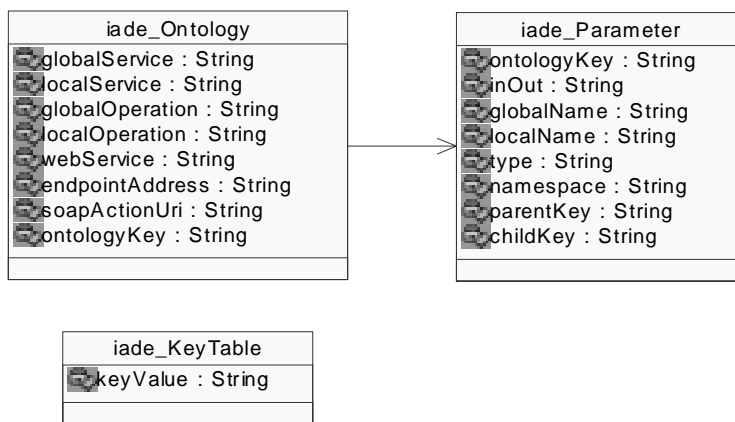 iade_Ontology
globalService : String
localService : String
globalOperation : String
localOperation : String
webService : String
endpointAddress : String
soapActionUri : String
ontologyKey : String
iade_Parameter
ontologyKey : String
inOut : String
globalName : String
localName : String
type : String
namespace : String
parentKey : String
childKey : String
iade_KeyTable
keyValue : String